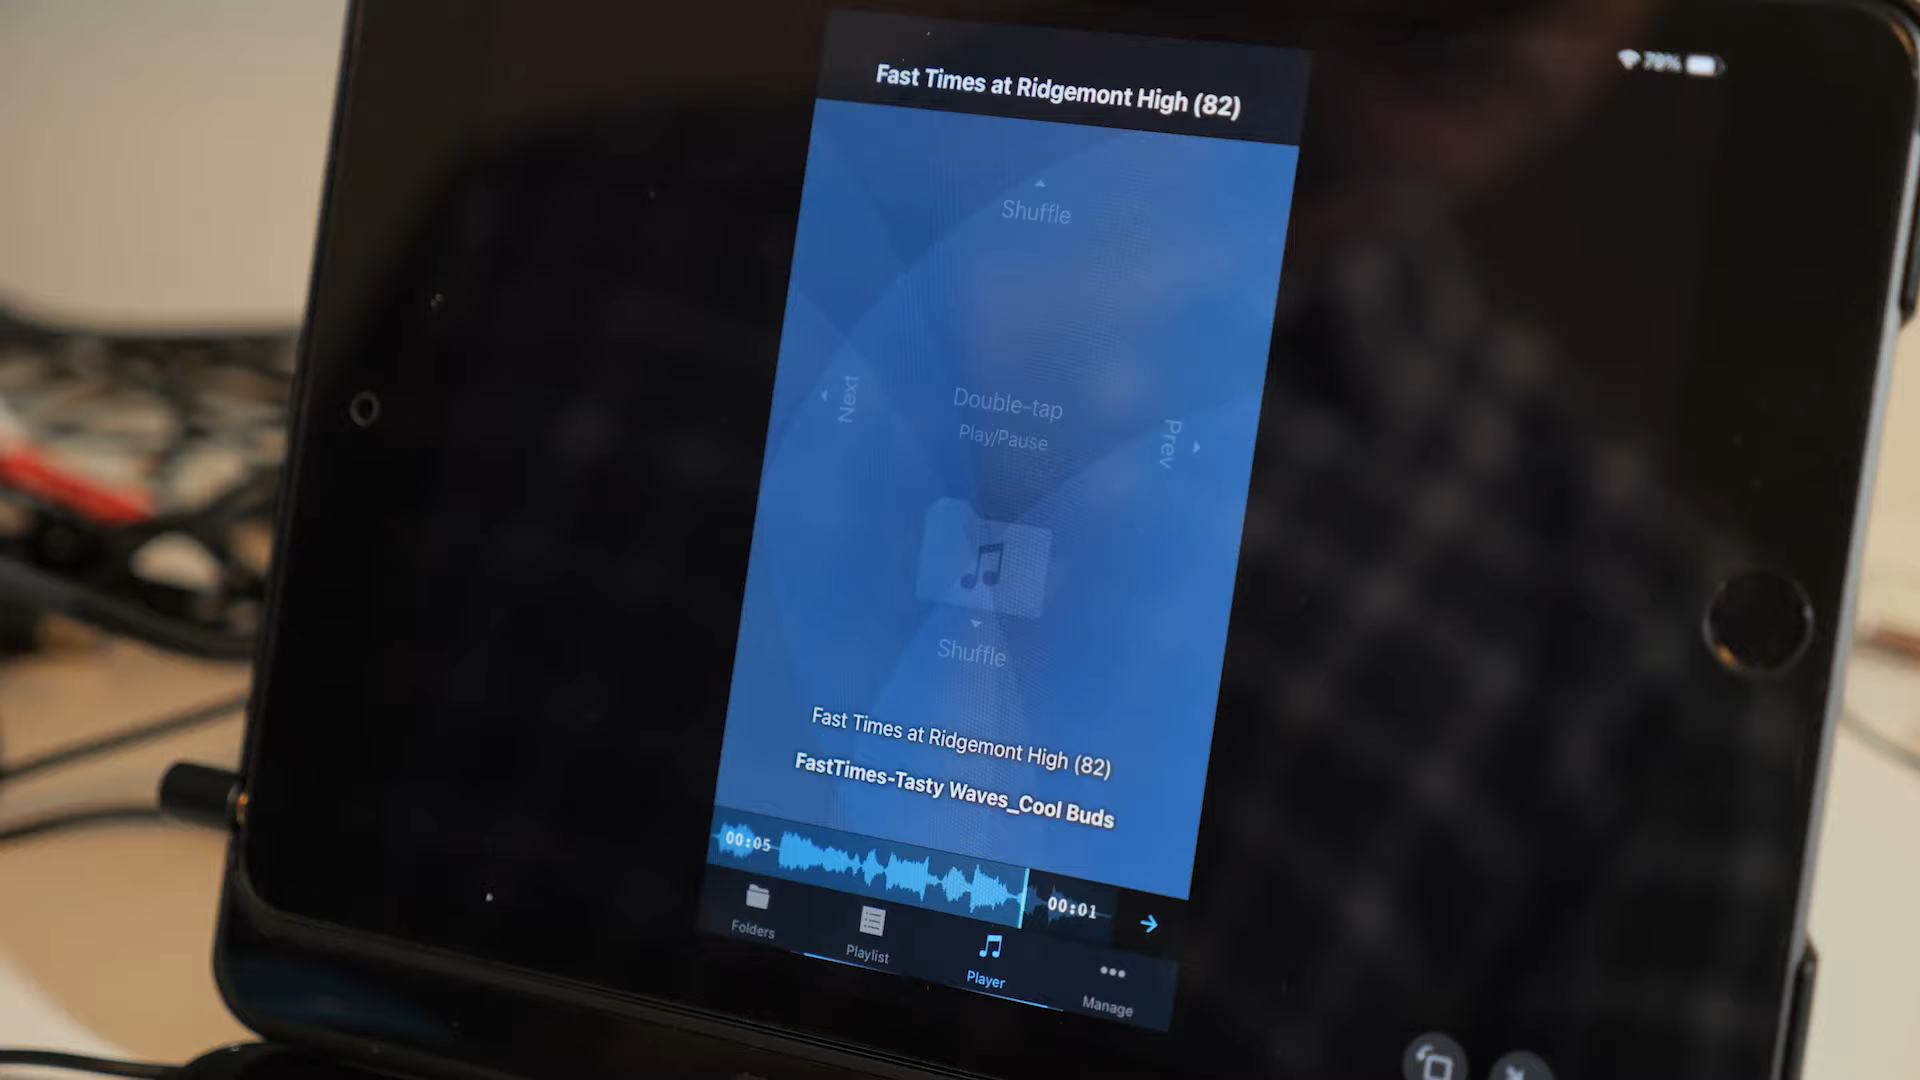 78%
Fast Times at Ridgemont High (82)
Shuffle
Next
Double-tap
Play/Pause
Prev
Shuffle
Fast Times at Ridgemont High (82)
FastTimes-Tasty Waves_Cool Buds
00:05
00:01
Folders
Playlist
Player
Manage